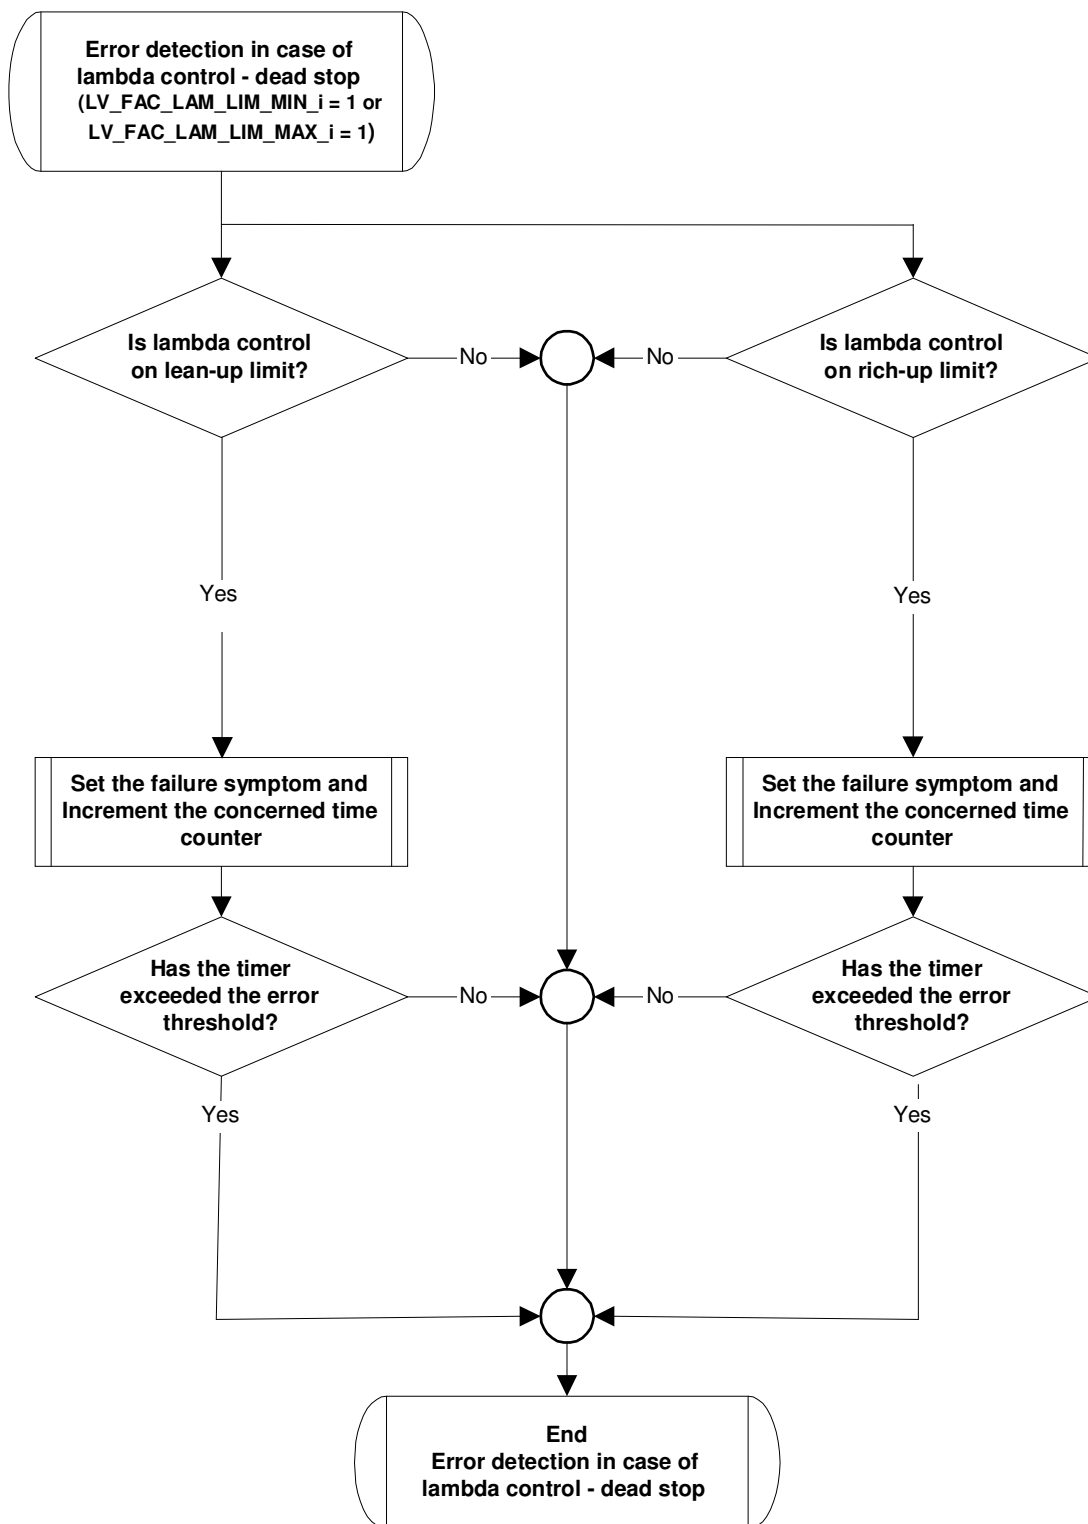 Error detection in case of
lambda control - dead stop
(LV_FAC_LAM_LIM_MIN_i = 1 or
LV_FAC_LAM_LIM_MAX_i = 1)
Is lambda control
on lean-up limit?
No
No
Is lambda control
on rich-up limit?
Yes
Yes
Set the failure symptom and
Increment the concerned time
counter
Set the failure symptom and
Increment the concerned time
counter
Has the timer
exceeded the error
threshold?
No
No
Has the timer
exceeded the error
threshold?
Yes
Yes
End
Error detection in case of
lambda control - dead stop